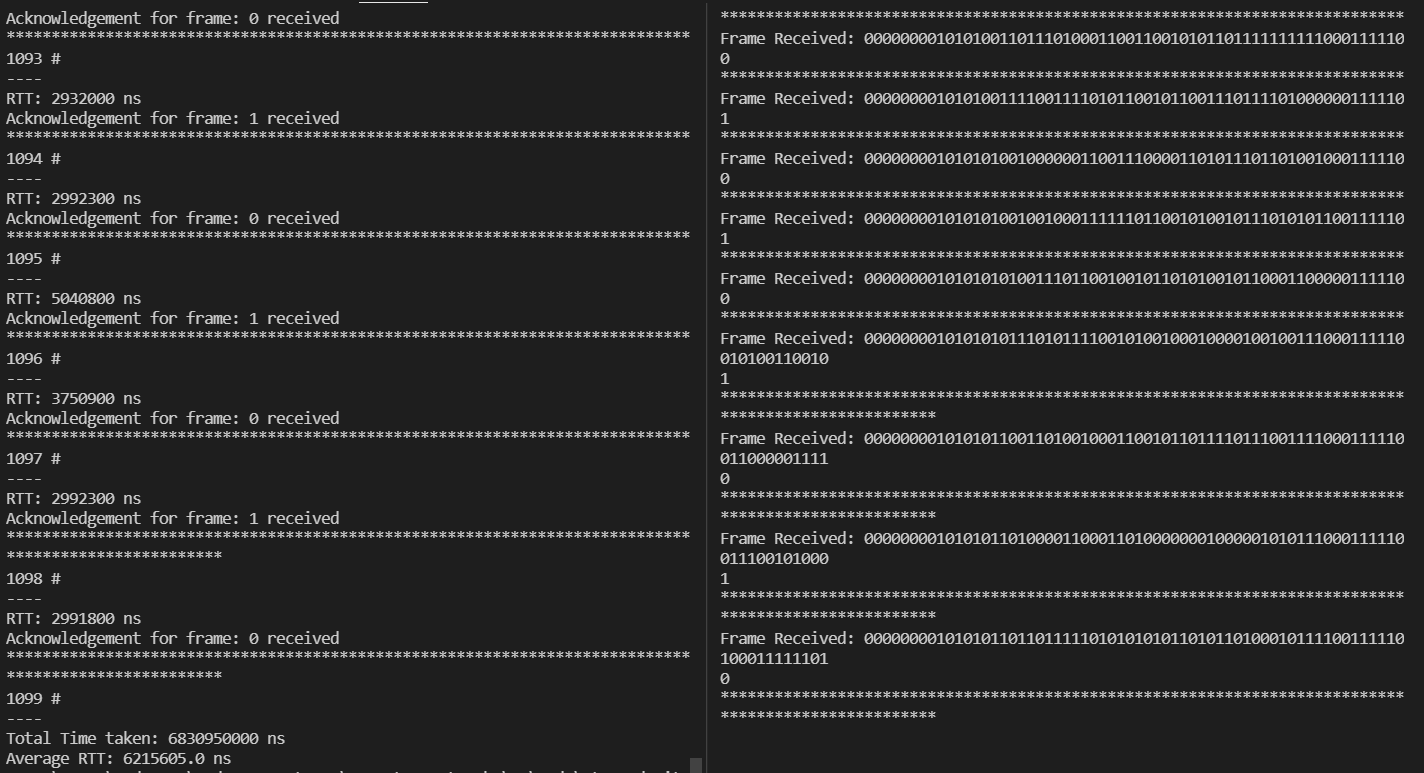 Acknowledgement for frame: 0 received
****************************************************************************
1093 #
----
RTT: 2932000 ns
Acknowledgement for frame: 1 received
****************************************************************************
1094 #
----
RTT: 2992300 ns
Acknowledgement for frame: 0 received
****************************************************************************
1095 #
----
RTT: 5040800 ns
Acknowledgement for frame: 1 received
****************************************************************************
1096 #
----
RTT: 3750900 ns
Acknowledgement for frame: 0 received
****************************************************************************
1097 #
----
RTT: 2992300 ns
Acknowledgement for frame: 1 received
****************************************************************************
************************
1098 #
----
RTT: 2991800 ns
Acknowledgement for frame: 0 received
****************************************************************************
************************
1099 #
----
Total Time taken: 6830950000 ns
Average RTT: 6215605.0 ns
****************************************************************************
Frame Received: 000000001010100110111010001100110010101101111111111000111110
0
****************************************************************************
Frame Received: 000000001010100111100111101011001011001110111101000000111110
1
****************************************************************************
Frame Received: 000000001010101001000000110011100001101011101101001000111110
0
****************************************************************************
Frame Received: 000000001010101001001000111111011001010010111010101100111110
1
****************************************************************************
Frame Received: 000000001010101010011101100100101101010010110001100000111110
0
****************************************************************************
Frame Received: 000000001010101011101011110010100100010000100100111000111110
010100110010
1
****************************************************************************
************************
Frame Received: 000000001010101100110100100011001011011110111001111000111110
011000001111
0
****************************************************************************
************************
Frame Received: 000000001010101101000011000110100000001000001010111000111110
011100101000
1
****************************************************************************
************************
Frame Received: 000000001010101101101111101010101011010110100010111100111110
100011111101
0
****************************************************************************
************************